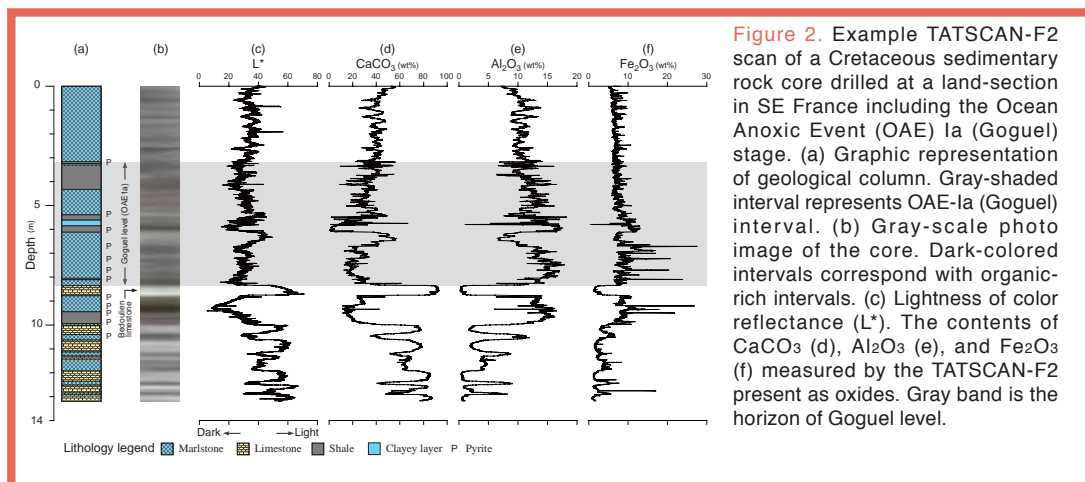 (a)
(b)
(c)
(d)
(e)
(f)
L*
CaCO3 (wt%)
Al2O3 (wt%)
Fe2O3 (wt%)
0 20 40 60 80
0 20 40 60 80 100
0 5 10 15 20
0 10 20 30
0
5
10
14
Depth (m)
P
P
P
P
P
P
P
P
P
P
P
P
Goguel level (OAE1a)
Bedoulien
limestone
Dark
Light
Lithology legend Marlstone Limestone Shale Clayey layer P Pyrite
Figure 2. Example TATSCAN-F2
scan of a Cretaceous sedimentary
rock core drilled at a land-section
in SE France including the Ocean
Anoxic Event (OAE) Ia (Goguel)
stage. (a) Graphic representation
of geological column. Gray-shaded
interval represents OAE-Ia (Goguel)
interval. (b) Gray-scale photo
image of the core. Dark-colored
intervals correspond with organic-
rich intervals. (c) Lightness of color
reflectance (L*). The contents of
CaCO3 (d), Al2O3 (e), and Fe2O3
(f) measured by the TATSCAN-F2
present as oxides. Gray band is the
horizon of Goguel level.